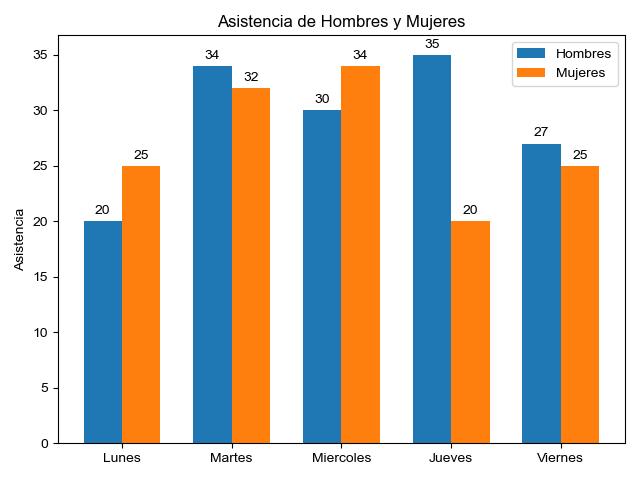 Asistencia de Hombres y Mujeres
Hombres
Mujeres
Asistencia
35
30
25
20
15
10
5
0
20
25
34
32
30
34
35
20
27
25
Lunes
Martes
Miercoles
Jueves
Viernes